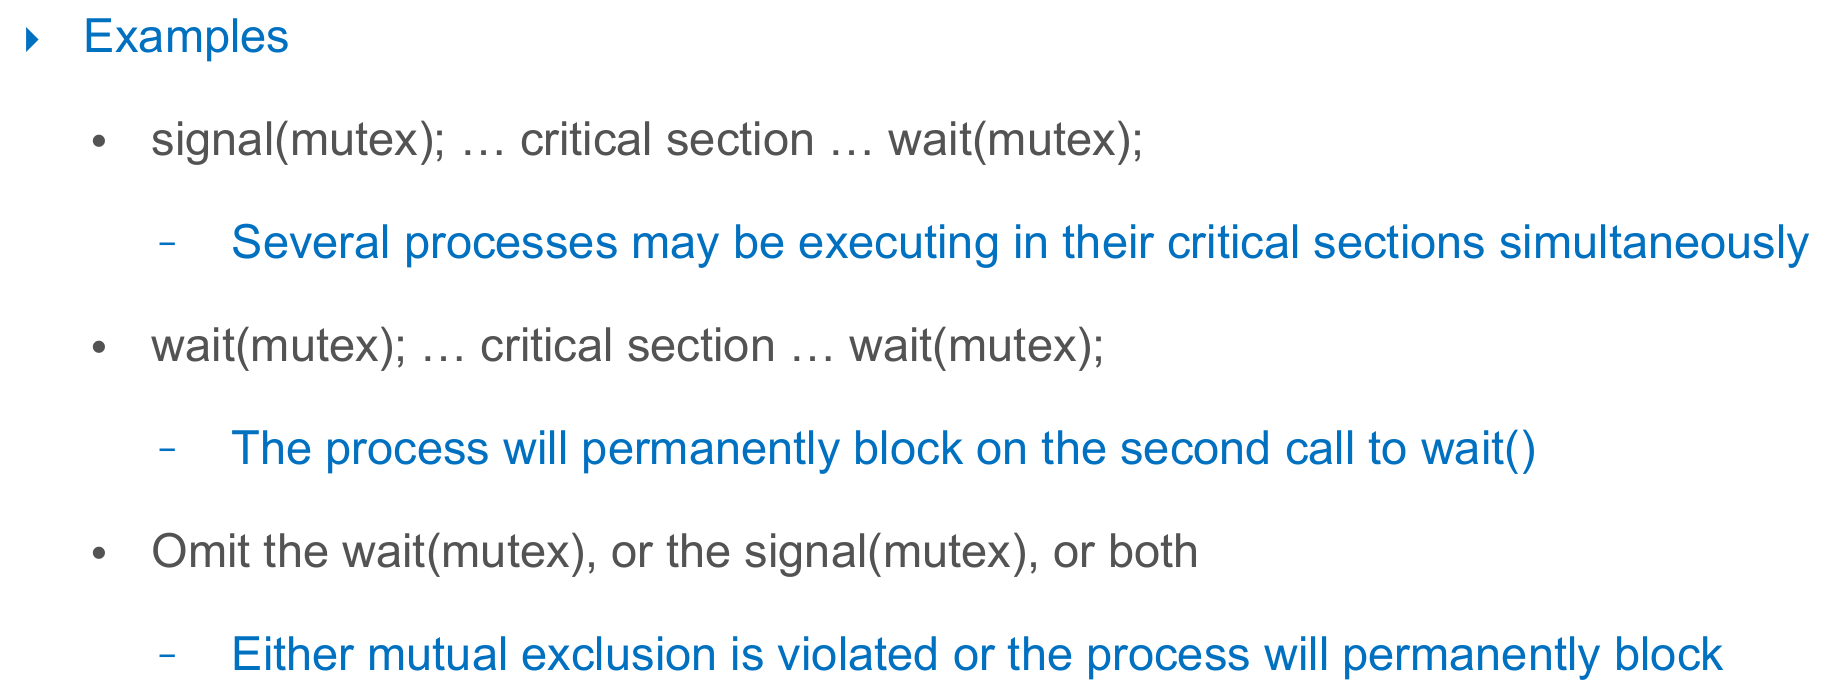 Examples
• signal(mutex); … critical section … wait(mutex);
– Several processes may be executing in their critical sections simultaneously
• wait(mutex); … critical section … wait(mutex);
– The process will permanently block on the second call to wait()
• Omit the wait(mutex), or the signal(mutex), or both
– Either mutual exclusion is violated or the process will permanently block